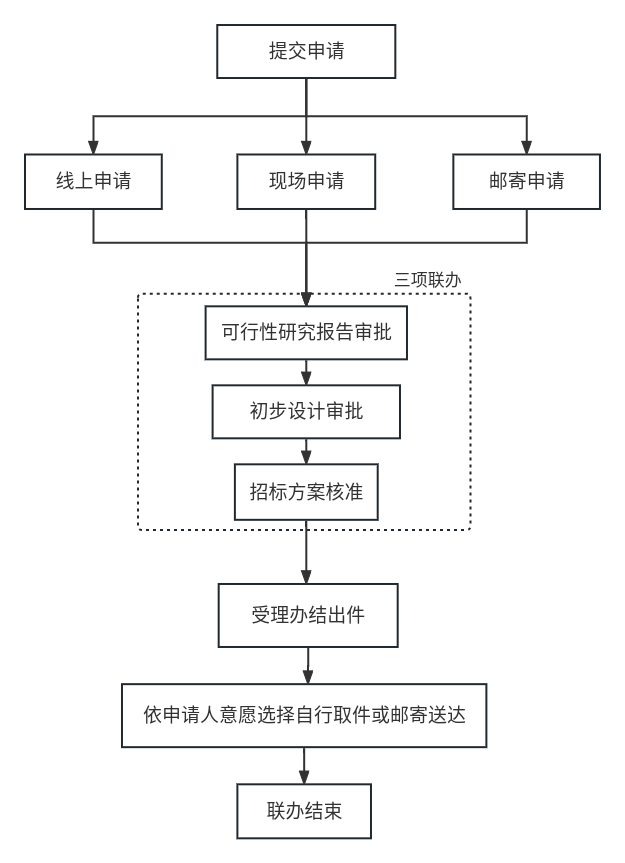 提交申请
线上申请
现场申请
邮寄申请
三项联办
可行性研究报告审批
初步设计审批
招标方案核准
受理办结出件
依申请人意愿选择自行取件或邮寄送达
联办结束